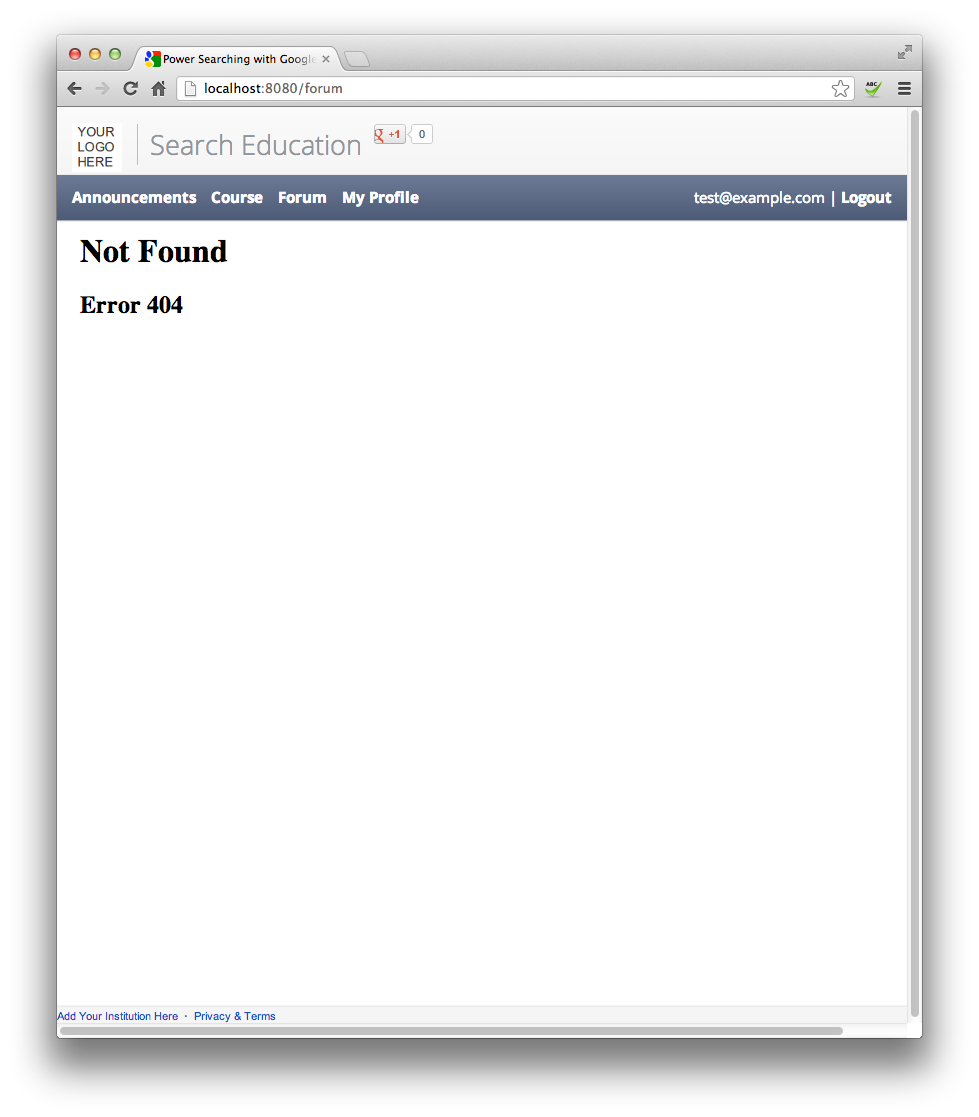 Power Searching with Google
localhost:8080/forum
ABC
YOUR
LOGO
HERE
Search Education
g +1 0
Announcements Course Forum My Profile test@example.com | Logout
Not Found
Error 404
Add Your Institution Here · Privacy & Terms